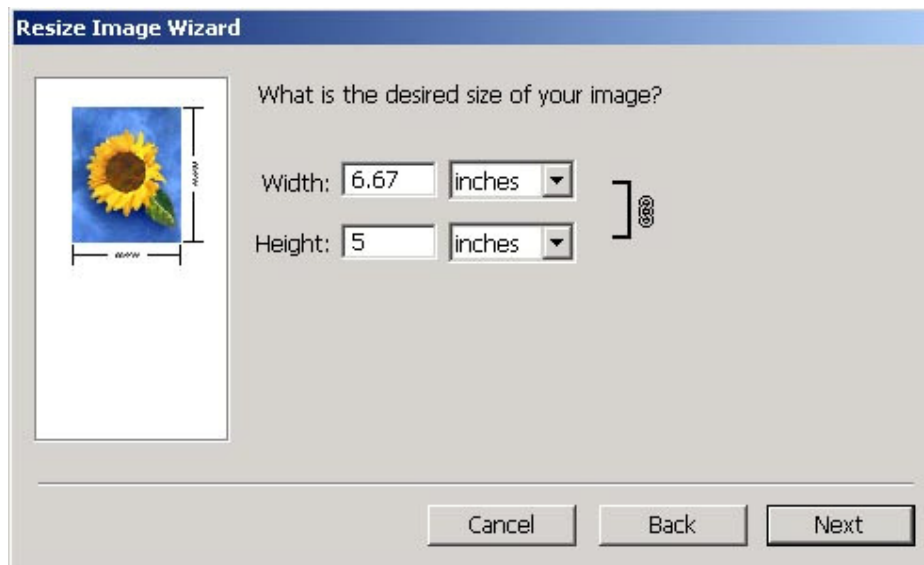 Resize Image Wizard
What is the desired size of your image?
Width: 6.67 inches
Height: 5 inches
Cancel Back Next